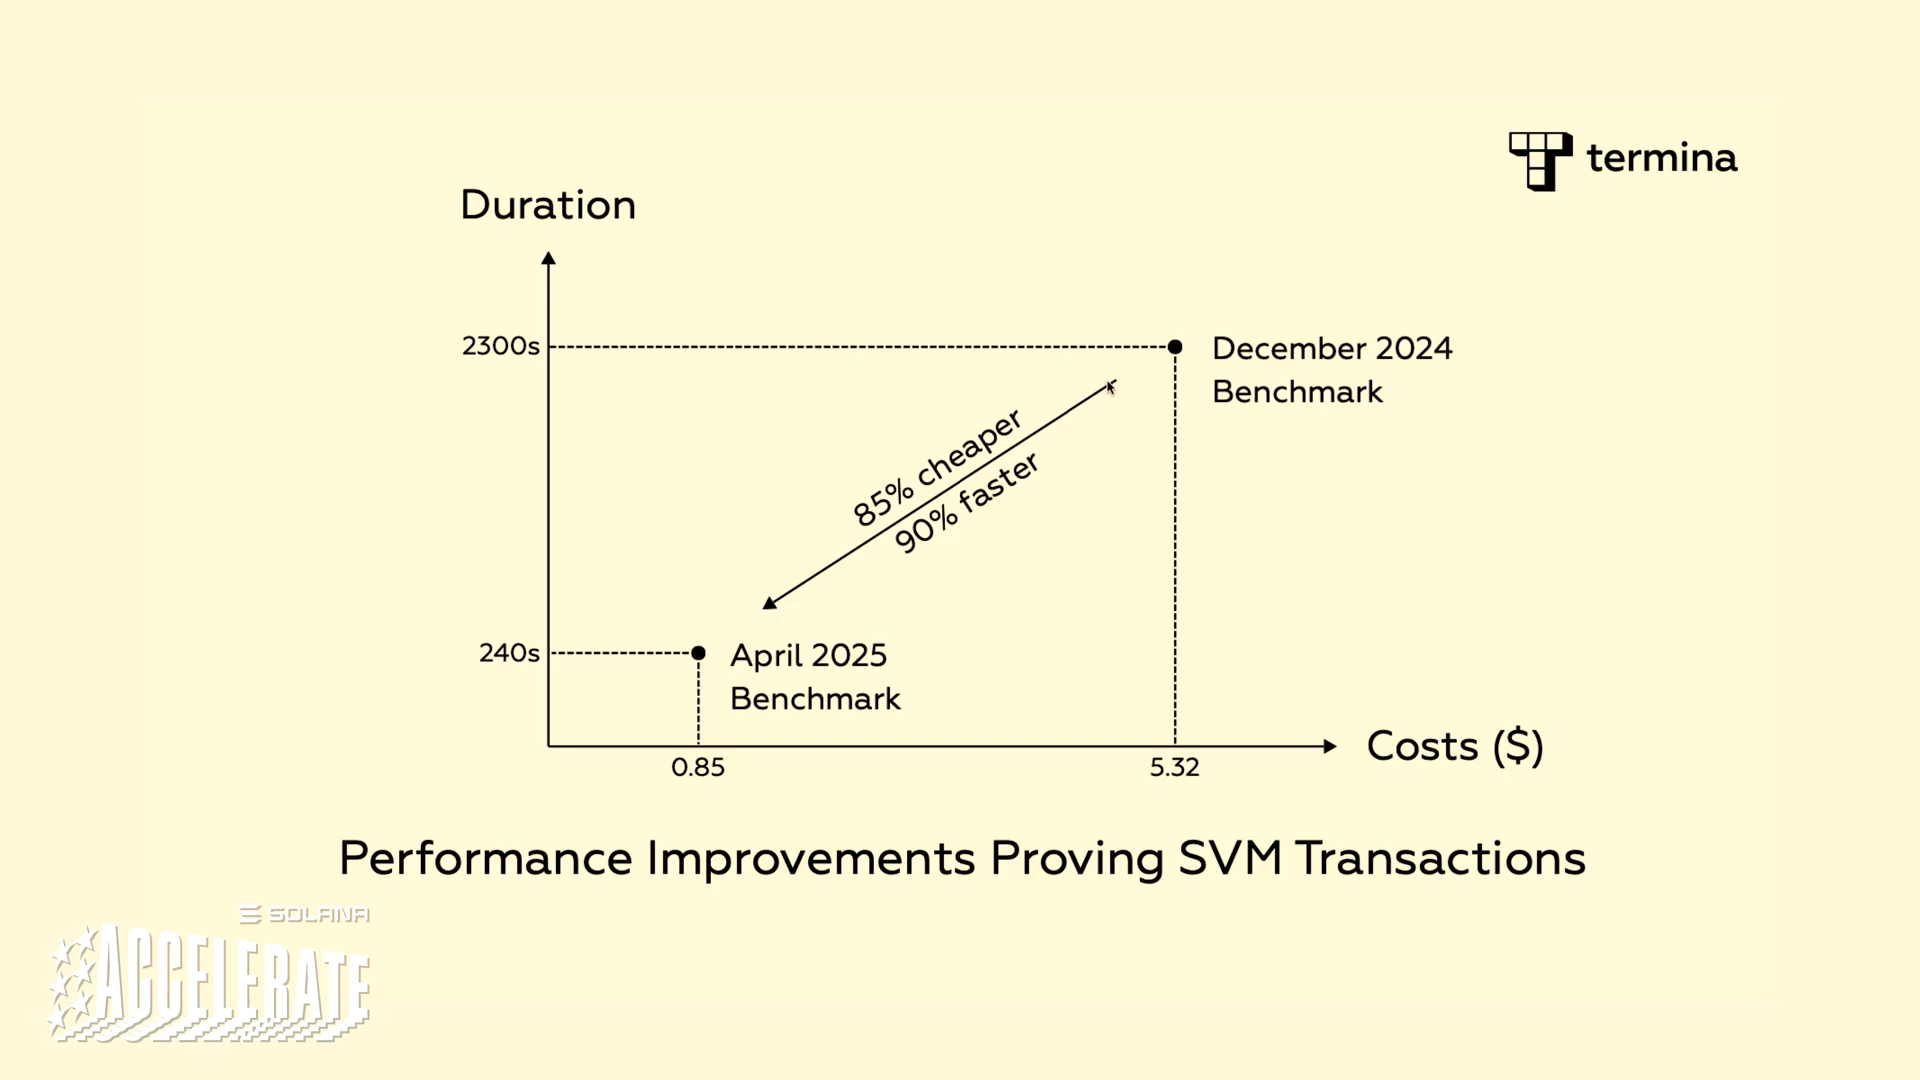 termina
Duration
2300s
December 2024
Benchmark
85% cheaper
90% faster
240s
April 2025
Benchmark
Costs ($)
0.85
5.32
Performance Improvements Proving SVM Transactions
SOLANA
ACCELERATE